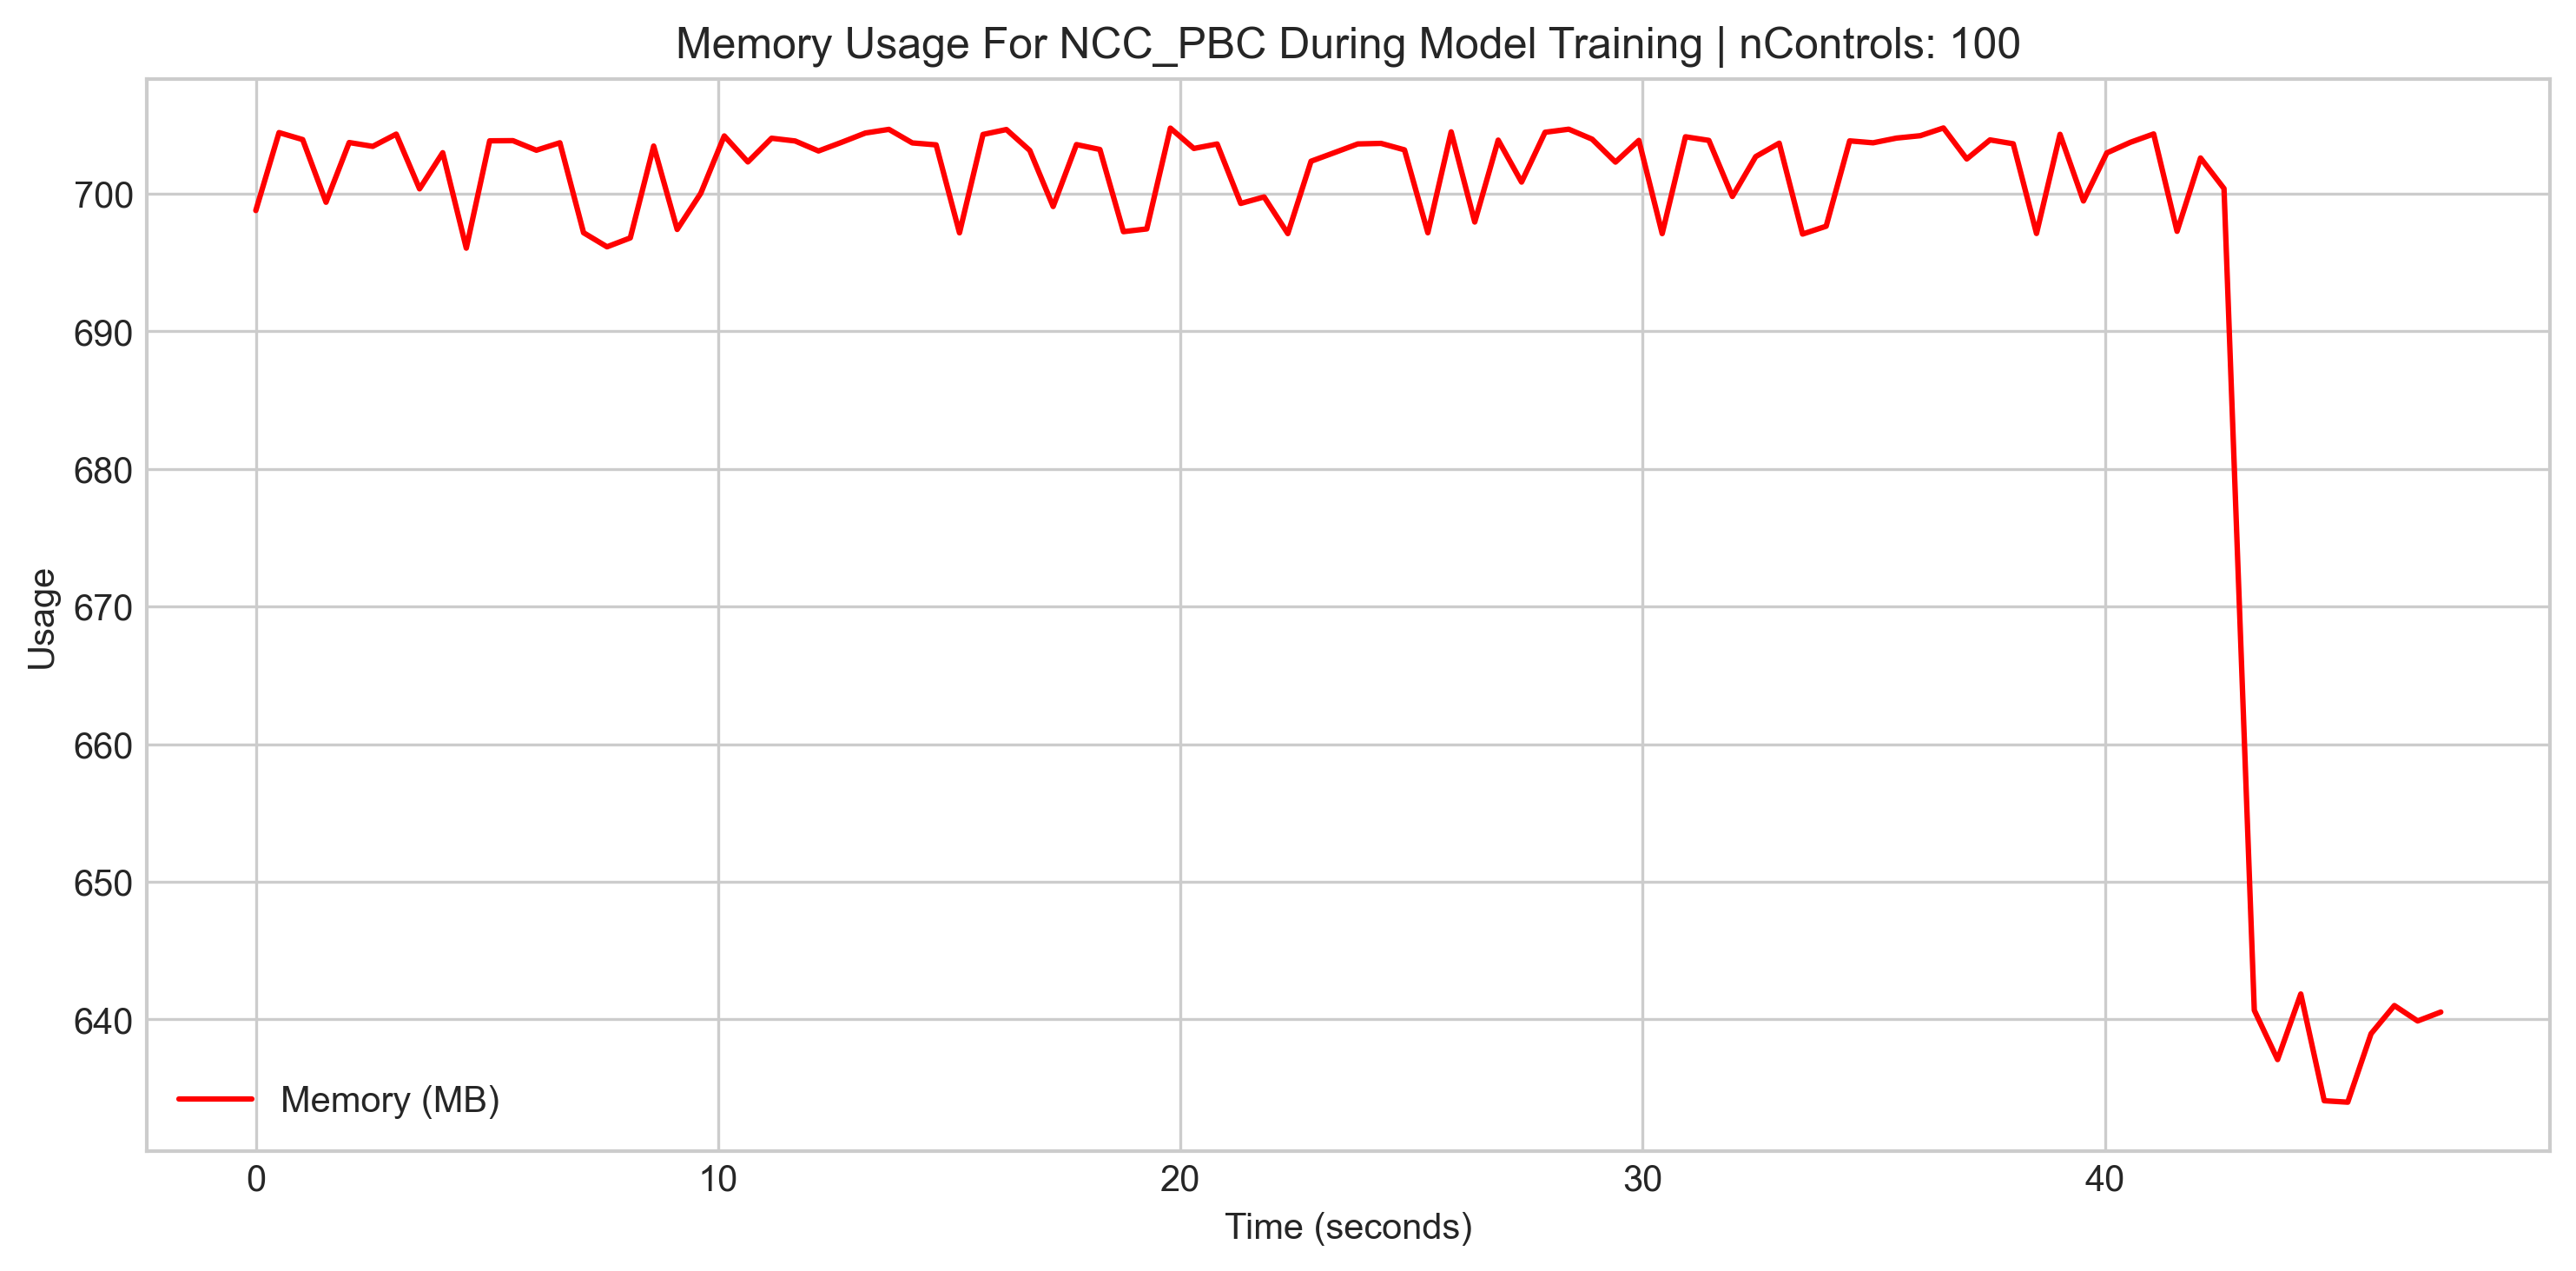 Memory Usage For NCC_PBC During Model Training | nControls: 100
700
690
680
670
660
650
640
Usage
Memory (MB)
0 10 20 30 40
Time (seconds)